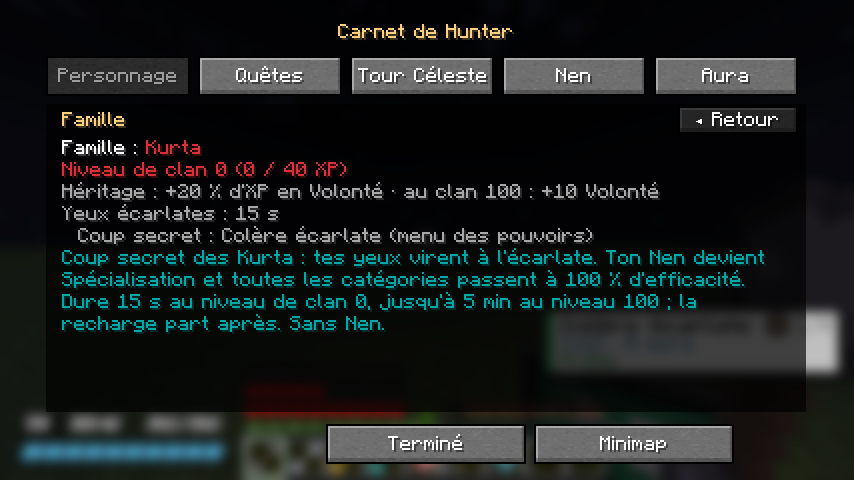 Carnet de Hunter
Personnage
Quêtes
Tour Céleste
Nen
Aura
Famille
◂ Retour
Famille : Kurta
Niveau de clan 0 (0 / 40 XP)
Héritage : +20 % d'XP en Volonté · au clan 100 : +10 Volonté
Yeux écarlates : 15 s
Coup secret : Colère écarlate (menu des pouvoirs)
Coup secret des Kurta : tes yeux virent à l'écarlate. Ton Nen devient
Spécialisation et toutes les catégories passent à 100 % d'efficacité.
Dure 15 s au niveau de clan 0, jusqu'à 5 min au niveau 100 ; la
recharge part après. Sans Nen.
Terminé
Minimap